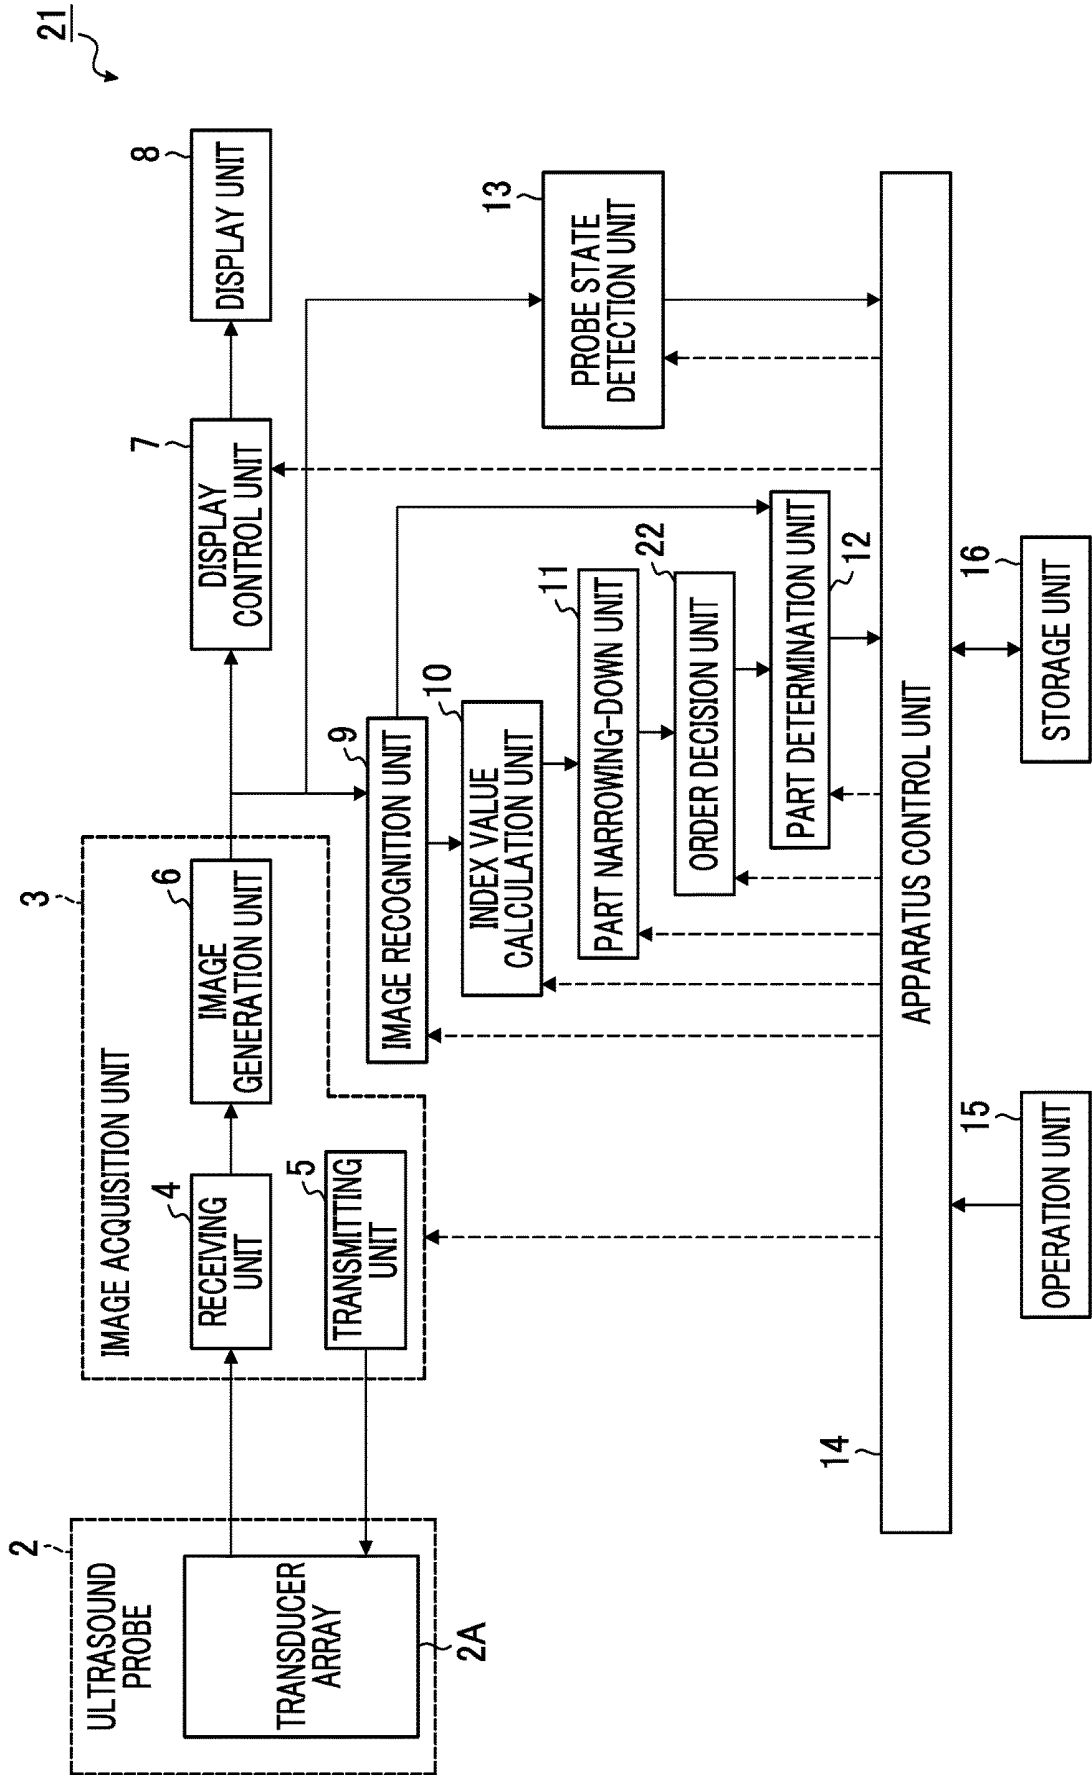 21
2
ULTRASOUND
PROBE
TRANSDUCER
ARRAY
2A
3
IMAGE ACQUISITION UNIT
4
RECEIVING
UNIT
5
TRANSMITTING
UNIT
6
IMAGE
GENERATION UNIT
7
DISPLAY
CONTROL UNIT
8
DISPLAY UNIT
9
IMAGE RECOGNITION UNIT
10
INDEX VALUE
CALCULATION UNIT
11
PART NARROWING-DOWN UNIT
22
ORDER DECISION UNIT
PART DETERMINATION UNIT
12
13
PROBE STATE
DETECTION UNIT
14
APPARATUS CONTROL UNIT
15
OPERATION UNIT
16
STORAGE UNIT